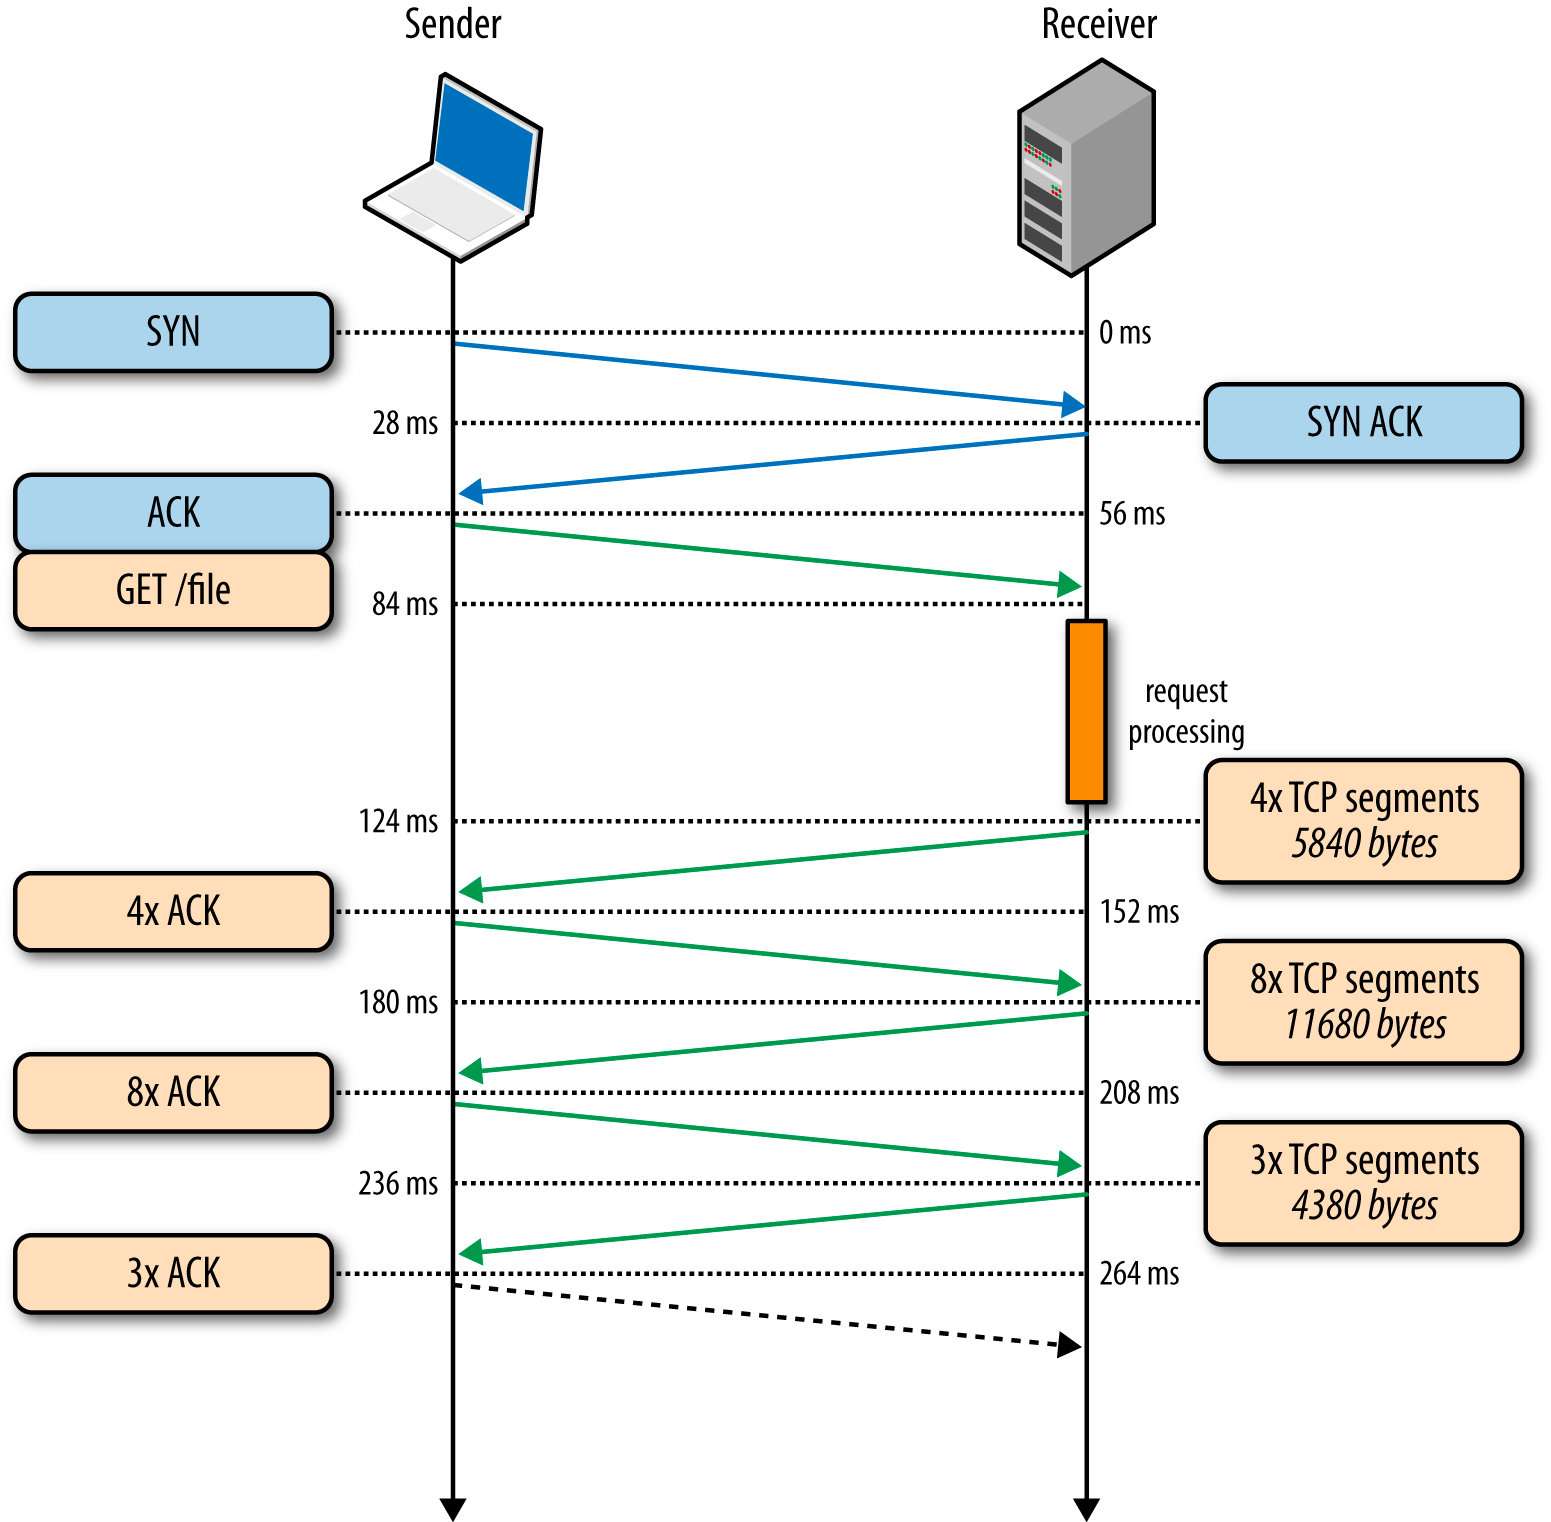 Sender
Receiver
SYN
0 ms
28 ms
SYN ACK
ACK
56 ms
GET /file
84 ms
request
processing
4x TCP segments
124 ms
5840 bytes
4x ACK
152 ms
8x TCP segments
180 ms
11680 bytes
8x ACK
208 ms
3x TCP segments
236 ms
4380 bytes
3x ACK
264 ms